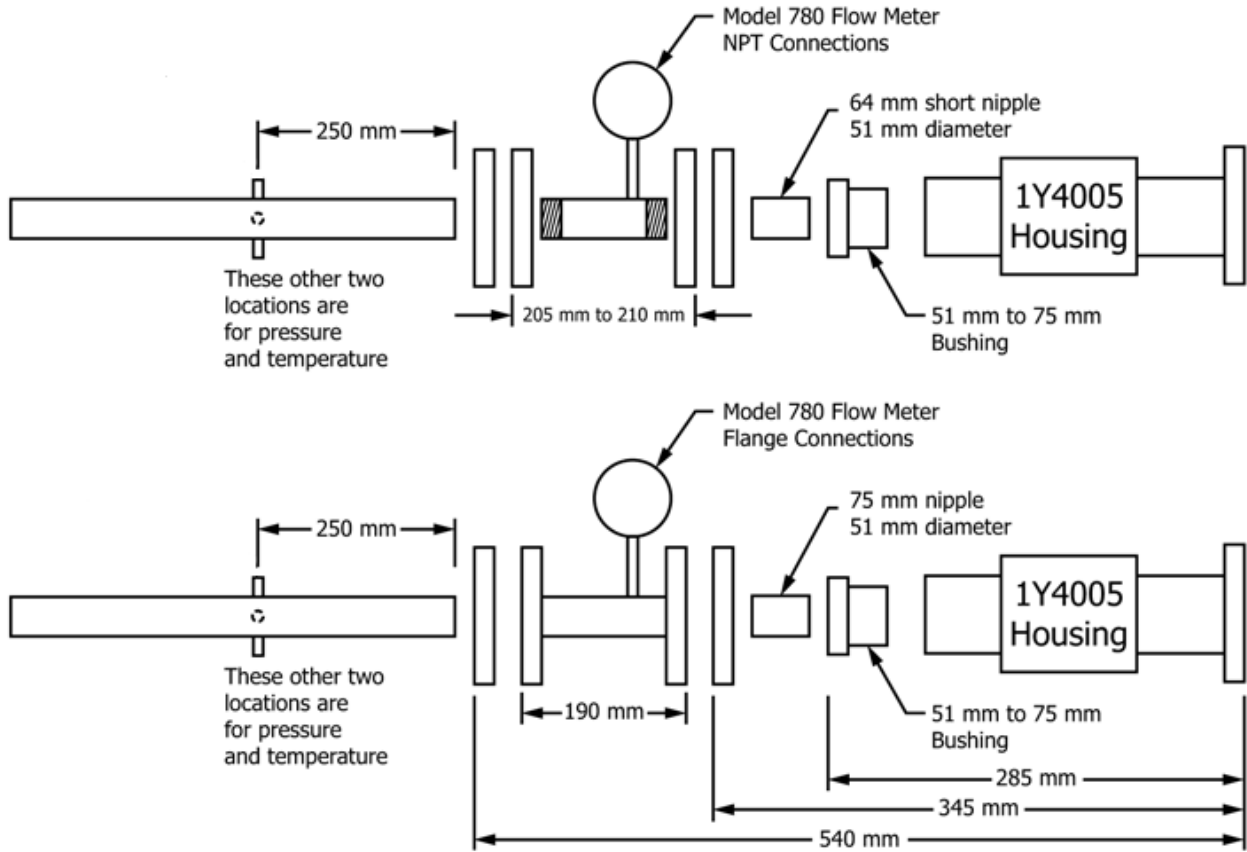 Model 780 Flow Meter
NPT Connections
64 mm short nipple
51 mm diameter
250 mm
1Y4005
Housing
These other two
locations are
for pressure
and temperature
205 mm to 210 mm
51 mm to 75 mm
Bushing
Model 780 Flow Meter
Flange Connections
75 mm nipple
51 mm diameter
250 mm
1Y4005
Housing
These other two
locations are
for pressure
and temperature
190 mm
51 mm to 75 mm
Bushing
285 mm
345 mm
540 mm